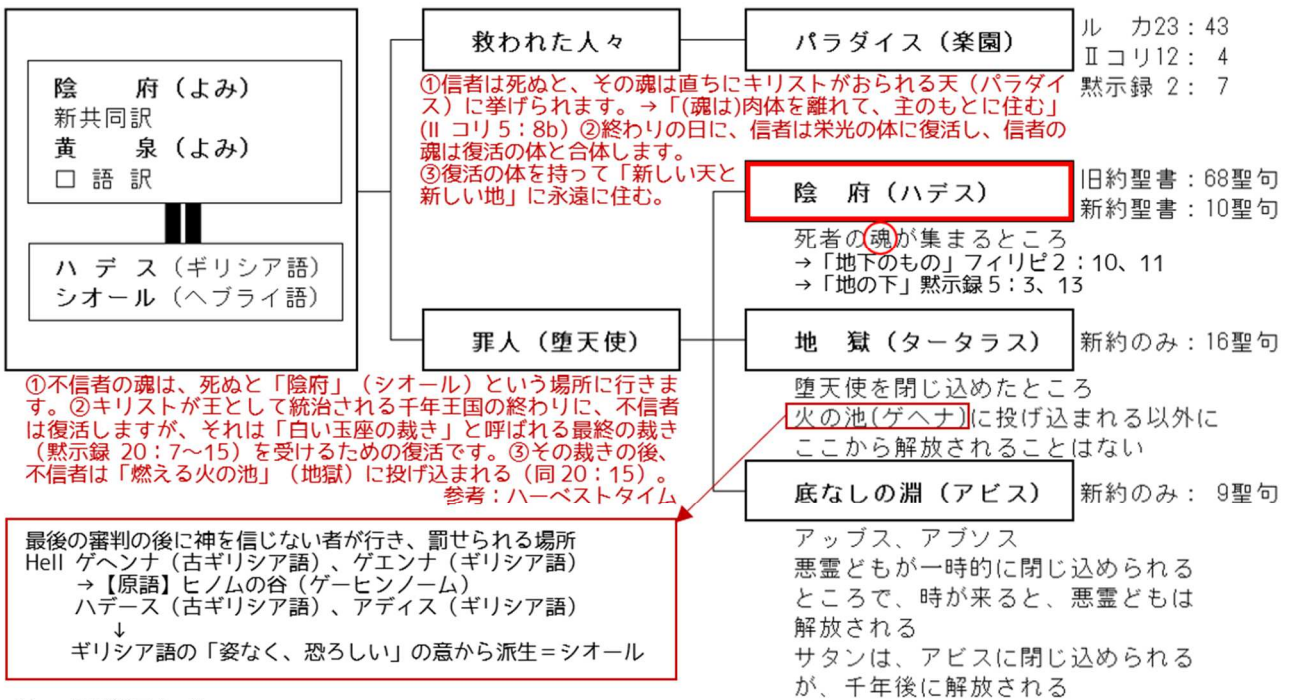 陰　府（よみ）
新共同訳
黄　泉（よみ）
口 語 訳
ハ デ ス（ギリシア語）
シオール（ヘブライ語）
救われた人々
パラダイス（楽園）
ル　カ23：43
Ⅱコリ12： 4
黙示録 2： 7
①信者は死ぬと、その魂は直ちにキリストがおられる天（パラダイ
ス）に挙げられます。→「(魂は)肉体を離れて、主のもとに住む」
(II コリ 5：8b）②終わりの日に、信者は栄光の体に復活し、信者の
魂は復活の体と合体します。
③復活の体を持って「新しい天と
新しい地」に永遠に住む。
陰　府（ハデス）
旧約聖書：68聖句
新約聖書：10聖句
死者の魂が集まるところ
→「地下のもの」フィリピ2：10、11
→「地の下」黙示録5：3、13
罪人（堕天使）
地　獄（タータラス）
新約のみ：16聖句
堕天使を閉じ込めたところ
火の池(ゲヘナ)に投げ込まれる以外に
ここから解放されることはない
①不信者の魂は、死ぬと「陰府」（シオール）という場所に行きま
す。②キリストが王として統治される千年王国の終わりに、不信者
は復活しますが、それは「白い玉座の裁き」と呼ばれる最終の裁き
（黙示録 20：7～15）を受けるための復活です。③その裁きの後、
不信者は「燃える火の池」（地獄）に投げ込まれる（同20：15）。
参考：ハーベストタイム
底なしの淵（アビス）
新約のみ： 9聖句
アッブス、アブソス
悪霊どもが一時的に閉じ込められる
ところで、時が来ると、悪霊どもは
解放される
サタンは、アビスに閉じ込められる
が、千年後に解放される
最後の審判の後に神を信じない者が行き、罰せられる場所
Hell ゲヘンナ（古ギリシア語）、ゲエンナ（ギリシア語）
→【原語】ヒノムの谷（ゲーヒンノーム）
ハデース（古ギリシア語）、アディス（ギリシア語）
↓
ギリシア語の「姿なく、恐ろしい」の意から派生＝シオール